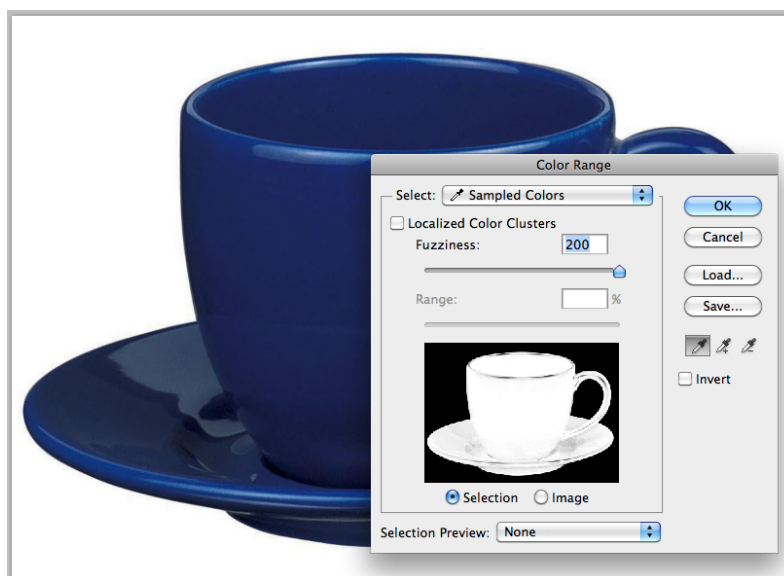 Color Range
Select: Sampled Colors
Localized Color Clusters
Fuzziness: 200
Range: %
Selection Image
Selection Preview: None
OK
Cancel
Load...
Save...
Invert